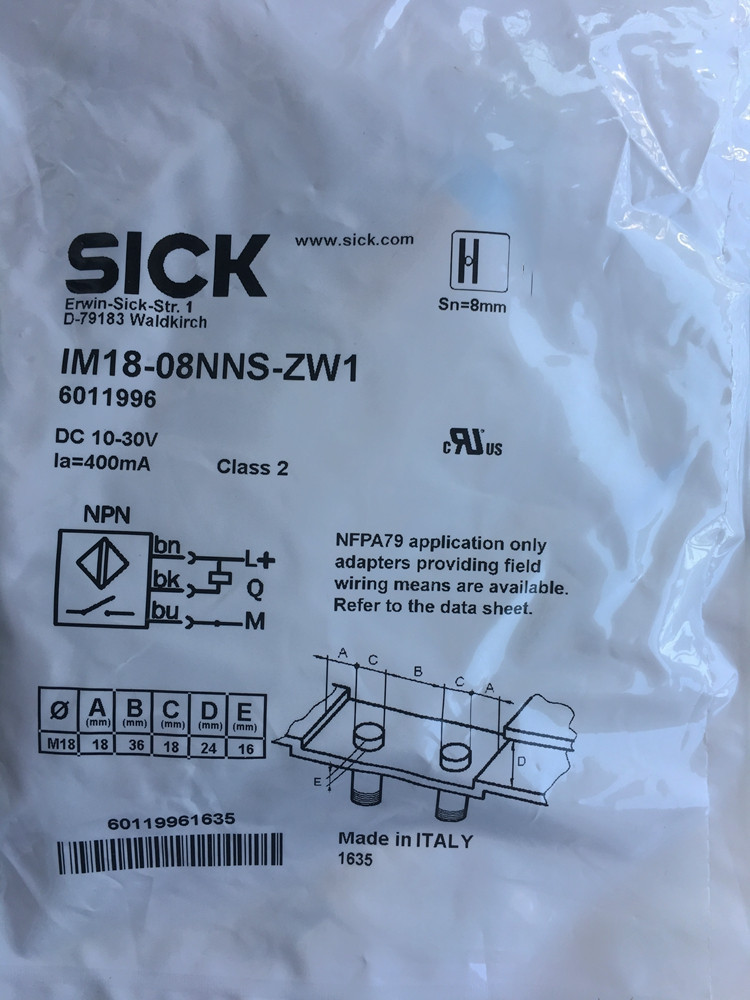 SICK
www.sick.com
Erwin-Sick-Str. 1
D-79183 Waldkirch
Sn=8mm
IM18-08NNS-ZW1
6011996
DC 10-30V
Ia=400mA
Class 2
c RU US
NPN
bn L+
bk Q
bu M
NFPA79 application only
adapters providing field
wiring means are available.
Refer to the data sheet.
A C B C A
D
E
Ø A B C D E
(mm) (mm) (mm) (mm) (mm)
M18 18 36 18 24 16
60119961635
Made in ITALY
1635